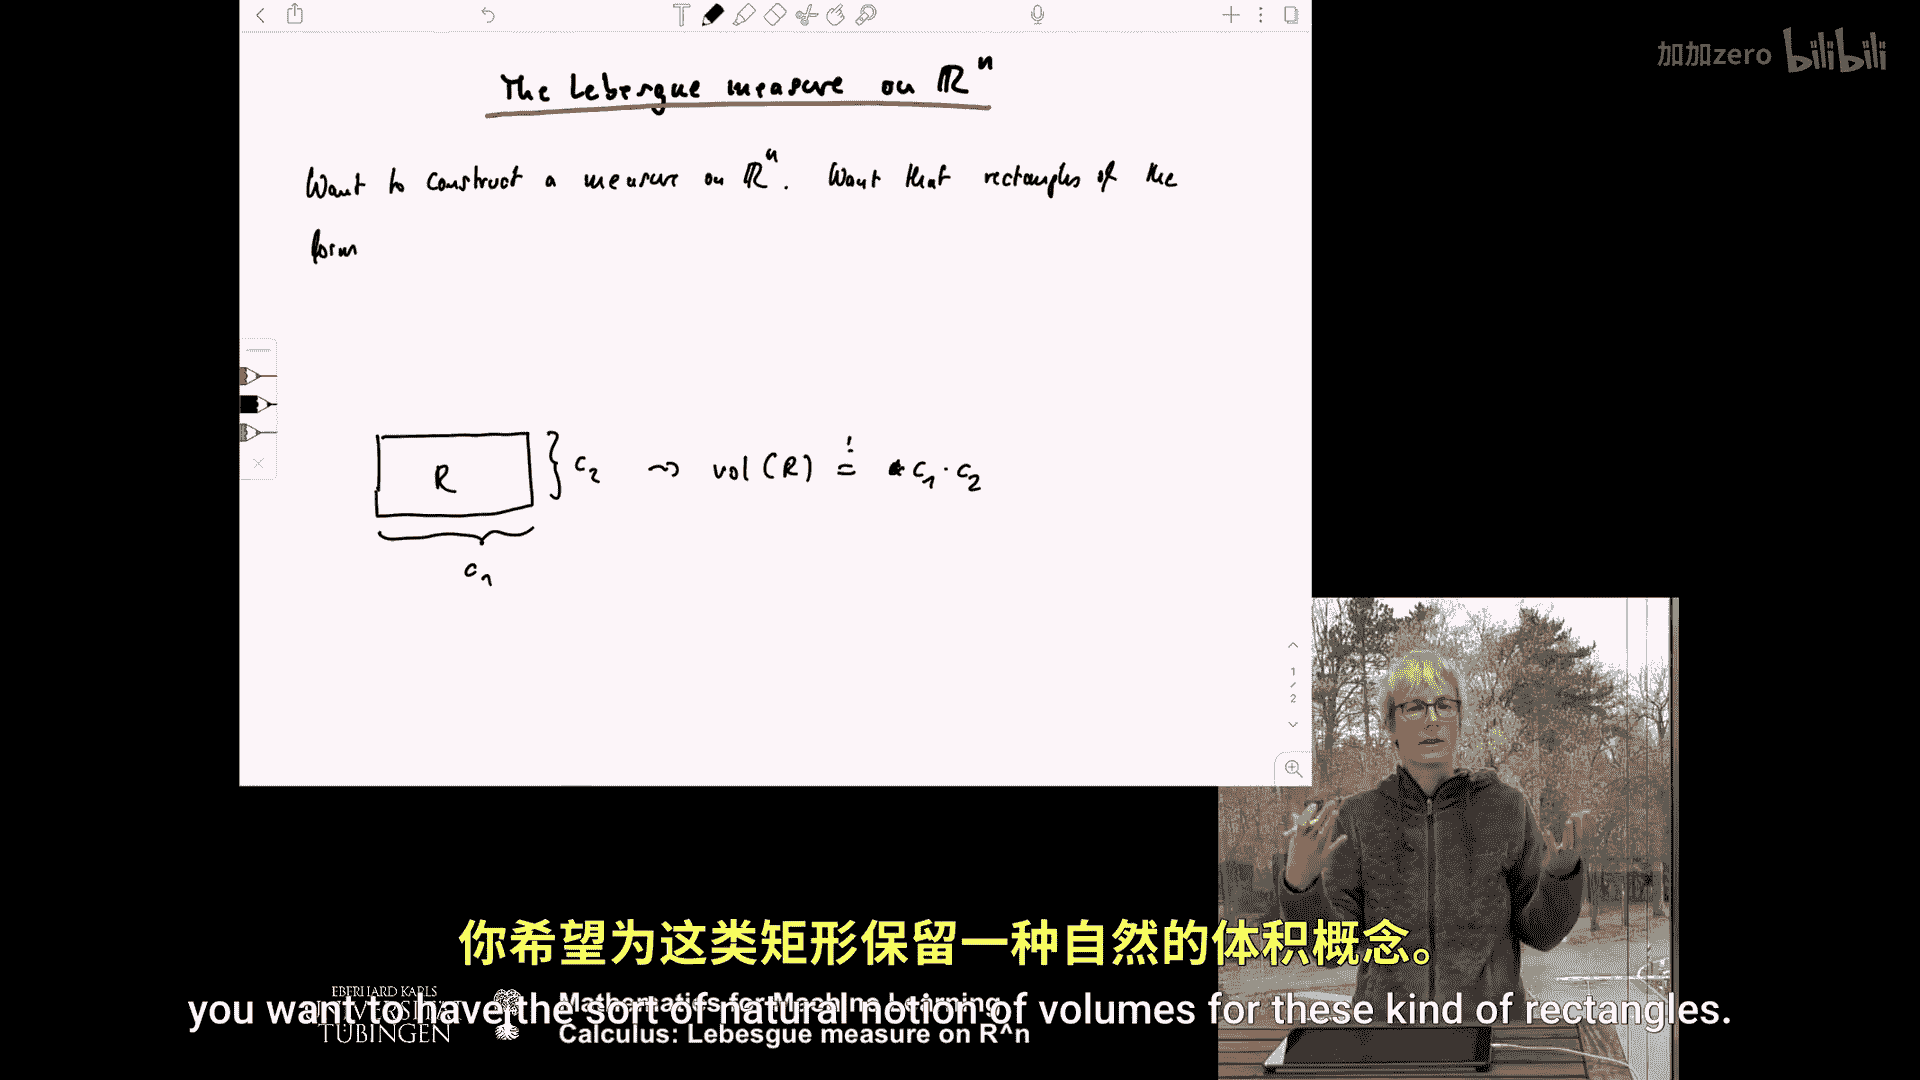 加加zero bilibili
The Lebesgue measure on ℝⁿ
Want to construct a measure on ℝⁿ. Want that rectangles of the
form
R } c₂ ⇝ vol (R) =! c₁ · c₂
c₁
1
2
你希望为这类矩形保留一种自然的体积概念。
EBERHARD KARLS
UNIVERSITÄT
TÜBINGEN
Mathematics for Machine Learning
you want to have the sort of natural notion of volumes for these kind of rectangles.
Calculus: Lebesgue measure on R^n